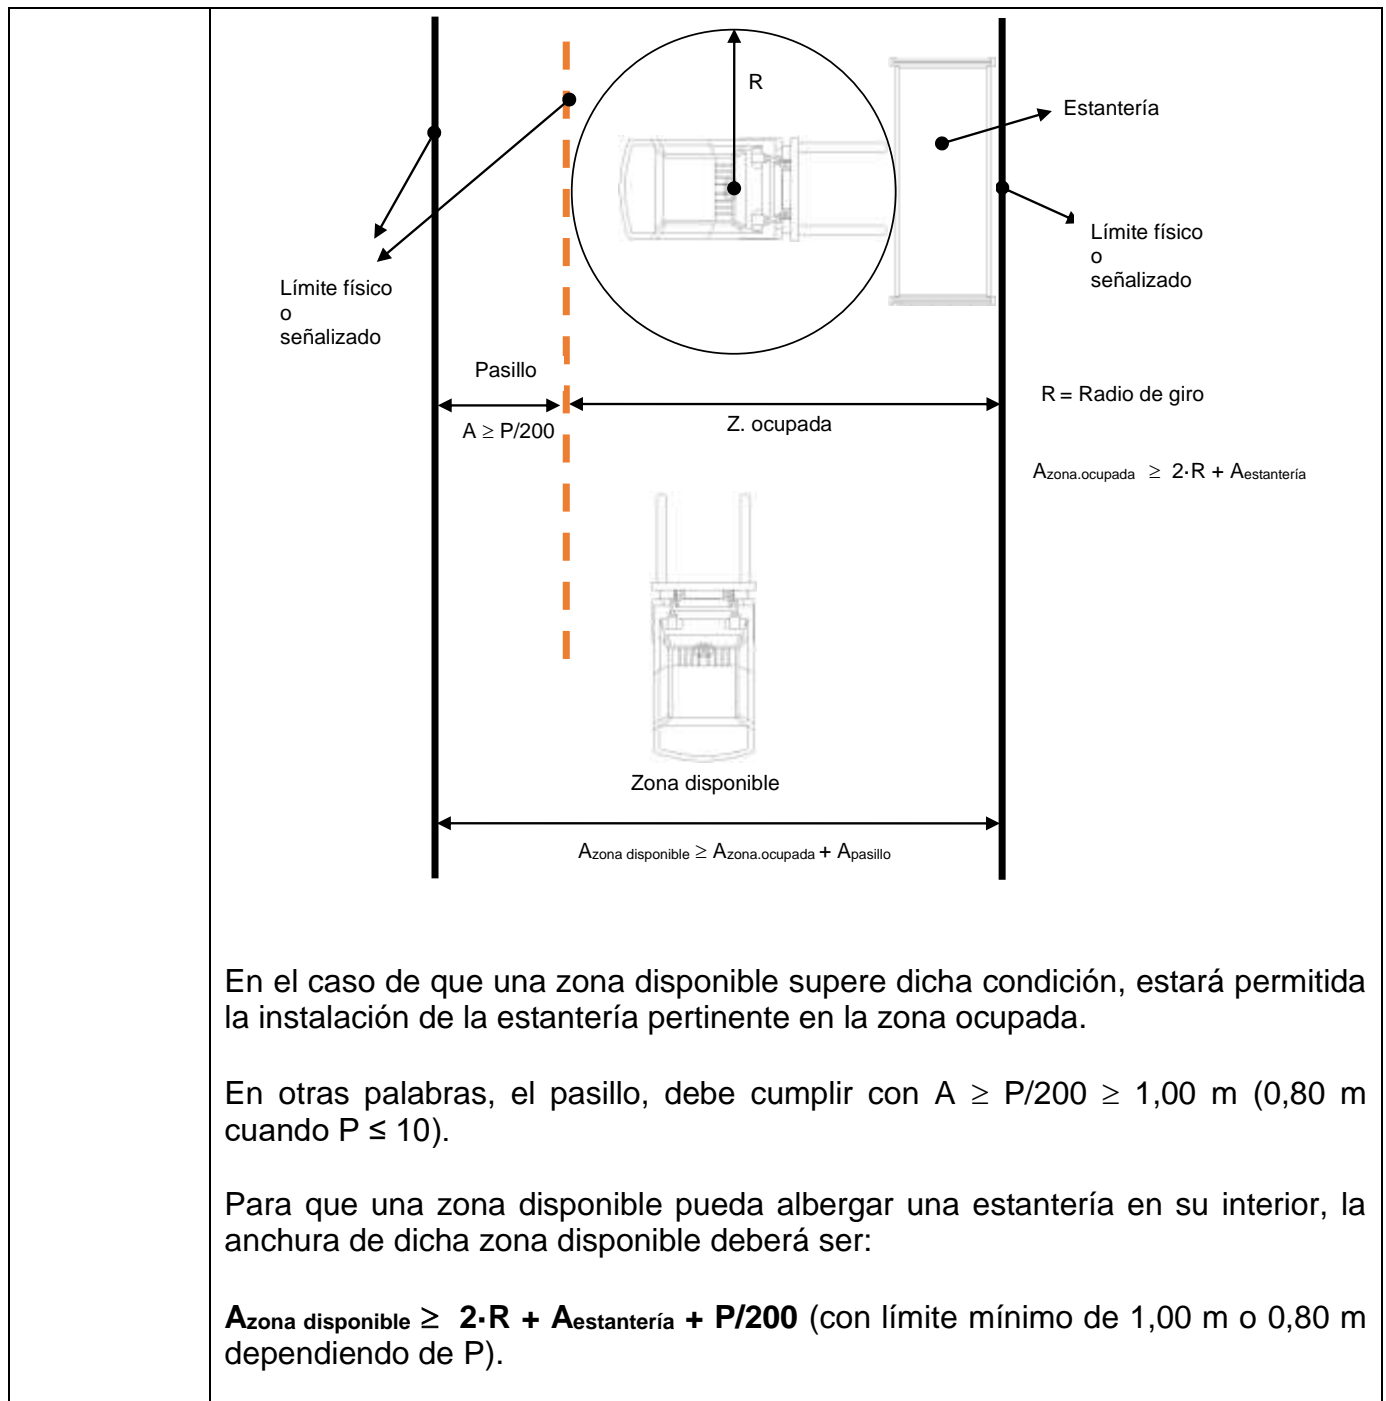 R
Estantería
Límite físico
o
señalizado
Límite físico
o
señalizado
Pasillo
R = Radio de giro
A ≥ P/200
Z. ocupada
Azona.ocupada ≥ 2·R + Aestantería
Zona disponible
Azona disponible ≥ Azona.ocupada + Apasillo
En el caso de que una zona disponible supere dicha condición, estará permitida
la instalación de la estantería pertinente en la zona ocupada.
En otras palabras, el pasillo, debe cumplir con A ≥ P/200 ≥ 1,00 m (0,80 m
cuando P ≤ 10).
Para que una zona disponible pueda albergar una estantería en su interior, la
anchura de dicha zona disponible deberá ser:
Azona disponible ≥ 2·R + Aestantería + P/200 (con límite mínimo de 1,00 m o 0,80 m
dependiendo de P).